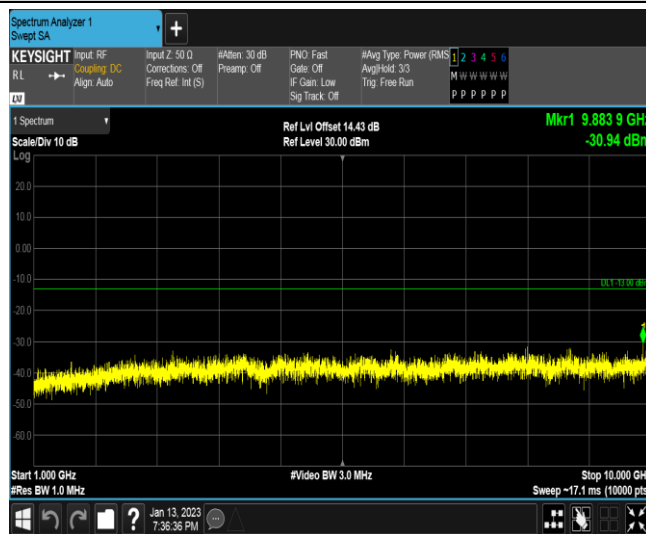 Spectrum Analyzer 1
Swept SA
+
KEYSIGHT
RL
LXI
Input: RF
Coupling: DC
Align: Auto
Input Z: 50 Ω
Corrections: Off
Freq Ref: Int (S)
#Atten: 30 dB
Preamp: Off
PNO: Fast
Gate: Off
IF Gain: Low
Sig Track: Off
#Avg Type: Power (RMS
Avg|Hold: 3/3
Trig: Free Run
1 2 3 4 5 6
M W W W W W
P P P P P P
1 Spectrum
Scale/Div 10 dB
Log
Ref Lvl Offset 14.43 dB
Ref Level 30.00 dBm
Mkr1 9.883 9 GHz
-30.94 dBm
20.0
10.0
0.00
-10.0
DL1 -13.00 dBm
-20.0
-30.0
1
-40.0
-50.0
-60.0
Start 1.000 GHz
#Res BW 1.0 MHz
#Video BW 3.0 MHz
Stop 10.000 GH
Sweep ~17.1 ms (10000 pts
?
Jan 13, 2023
7:36:36 PM